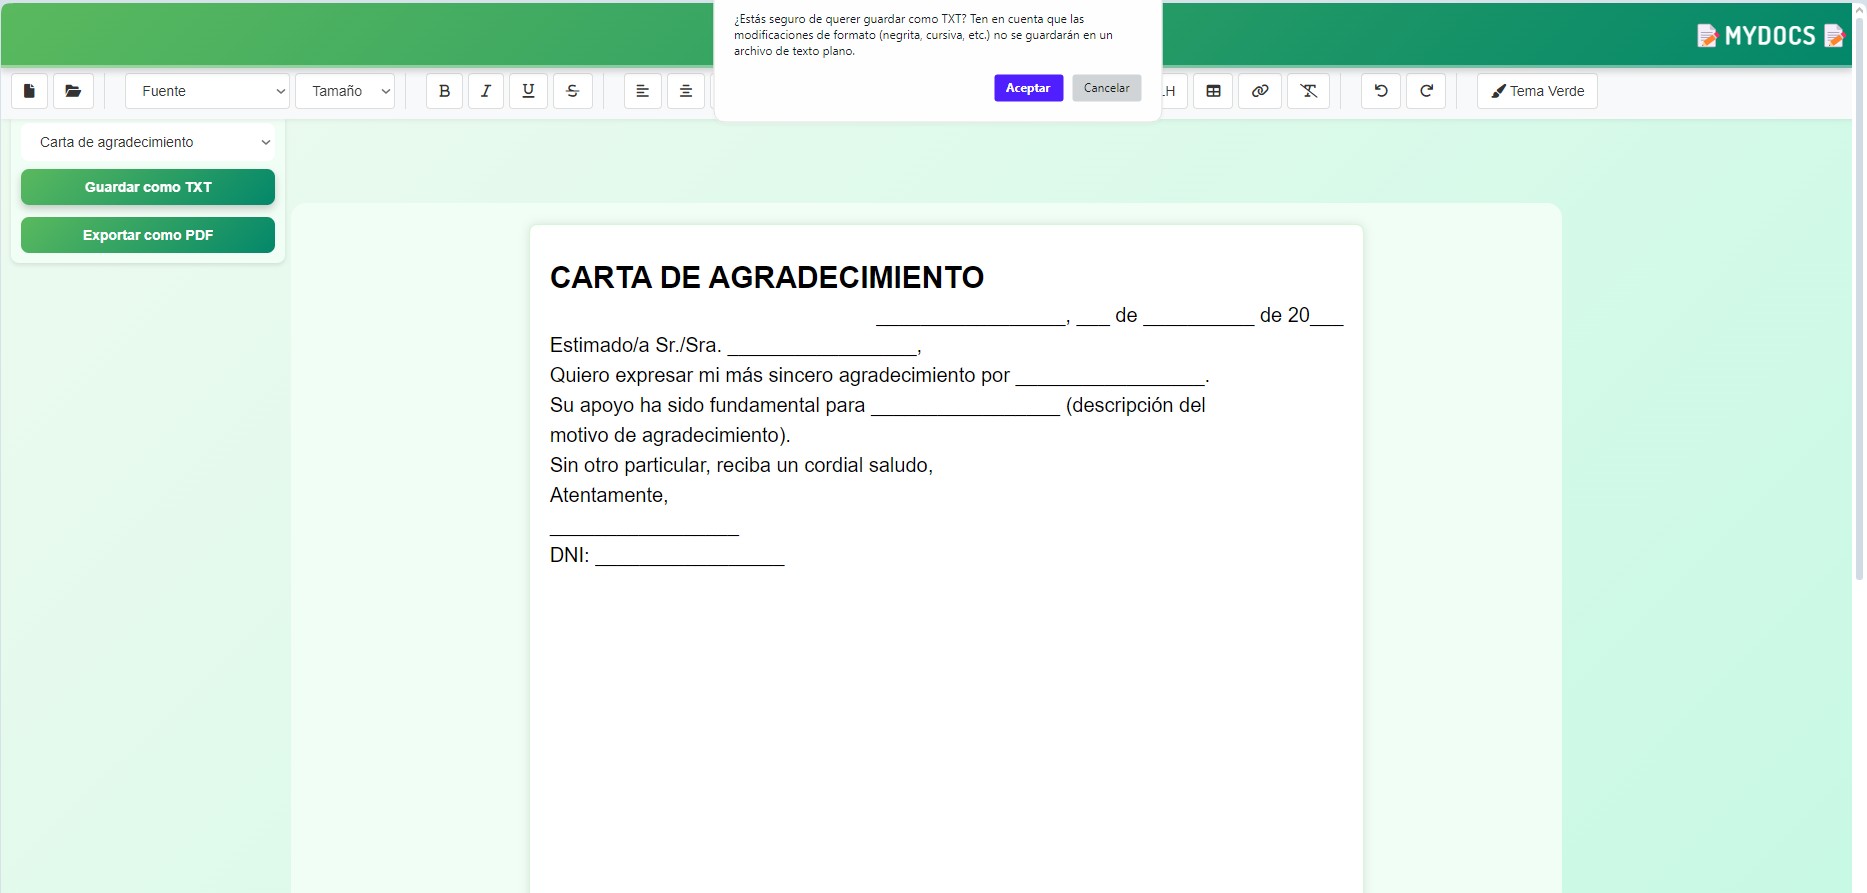 ¿Estás seguro de querer guardar como TXT? Ten en cuenta que las
modificaciones de formato (negrita, cursiva, etc.) no se guardarán en un
archivo de texto plano.
Aceptar Cancelar
MYDOCS
Fuente Tamaño B I U S LH Tema Verde
Carta de agradecimiento
Guardar como TXT
Exportar como PDF
CARTA DE AGRADECIMIENTO
_________________, ___ de __________ de 20___
Estimado/a Sr./Sra. _________________,
Quiero expresar mi más sincero agradecimiento por _________________.
Su apoyo ha sido fundamental para _________________ (descripción del
motivo de agradecimiento).
Sin otro particular, reciba un cordial saludo,
Atentamente,
_________________
DNI: _________________